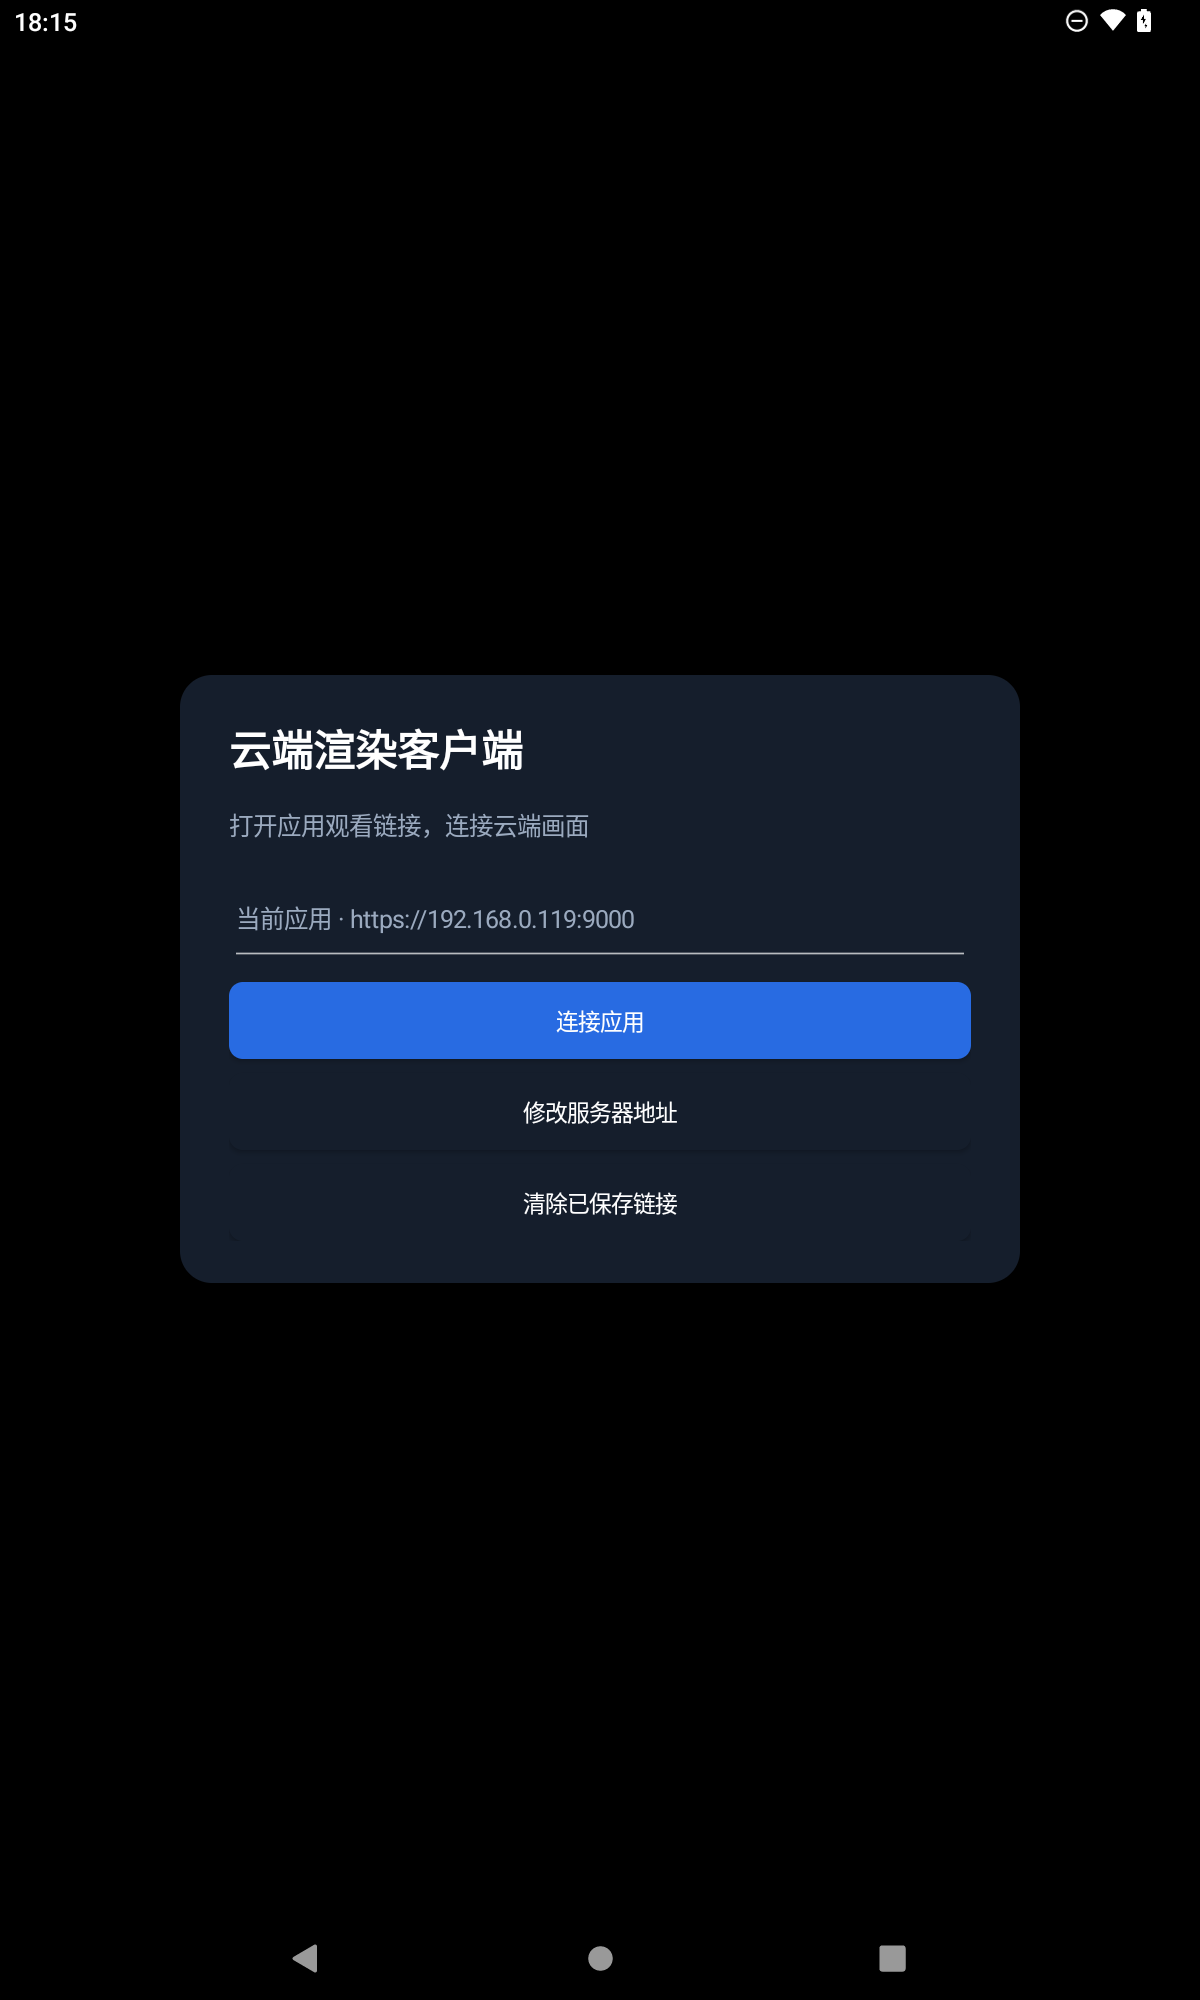 18:15
云端渲染客户端
打开应用观看链接，连接云端画面
当前应用 · https://192.168.0.119:9000
连接应用
修改服务器地址
清除已保存链接